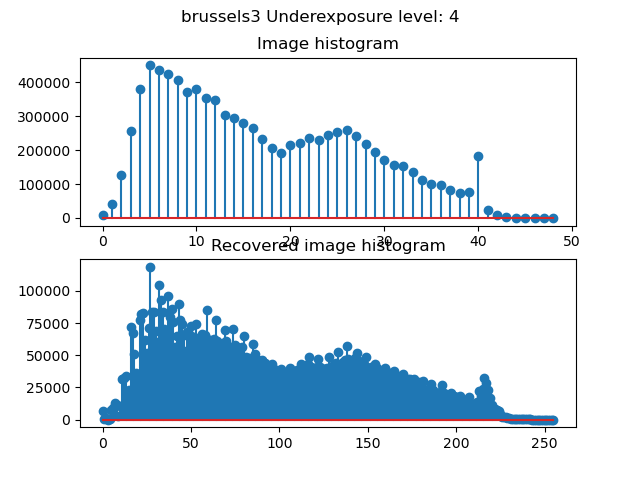 brussels3 Underexposure level: 4
Image histogram
400000
300000
200000
100000
0
0 10 20 30 40 50
Recovered image histogram
100000
75000
50000
25000
0
0 50 100 150 200 250